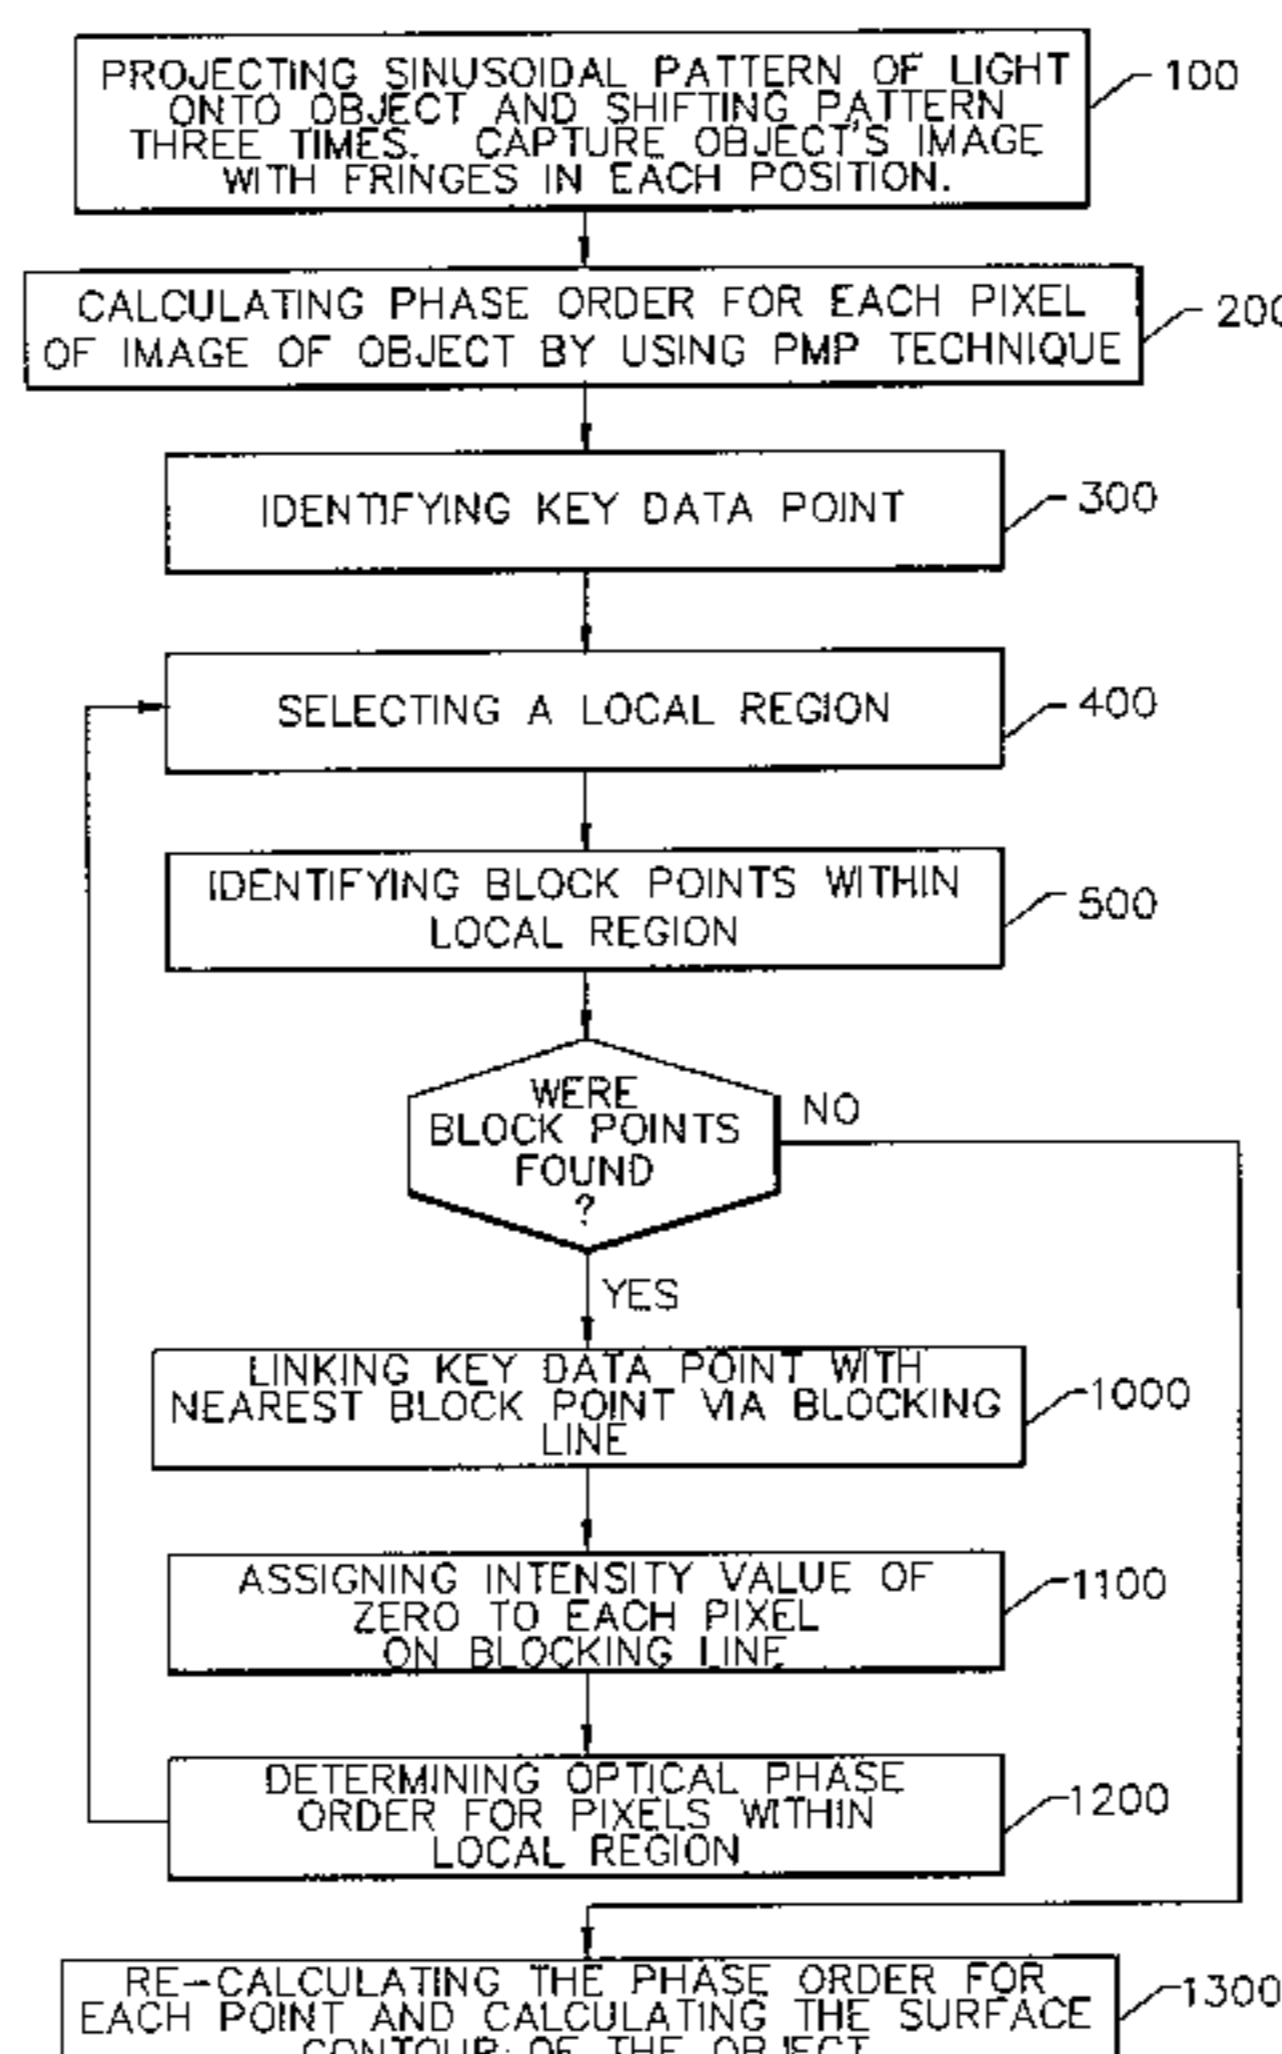 PROJECTING SINUSOIDAL PATTERN OF LIGHT
ONTO OBJECT AND SHIFTING PATTERN
THREE TIMES. CAPTURE OBJECT'S IMAGE
WITH FRINGES IN EACH POSITION.
100
CALCULATING PHASE ORDER FOR EACH PIXEL
OF IMAGE OF OBJECT BY USING PMP TECHNIQUE
200
IDENTIFYING KEY DATA POINT
300
SELECTING A LOCAL REGION
400
IDENTIFYING BLOCK POINTS WITHIN
LOCAL REGION
500
WERE
BLOCK POINTS
FOUND
?
NO
YES
LINKING KEY DATA POINT WITH
NEAREST BLOCK POINT VIA BLOCKING
LINE
1000
ASSIGNING INTENSITY VALUE OF
ZERO TO EACH PIXEL
ON BLOCKING LINE
1100
DETERMINING OPTICAL PHASE
ORDER FOR PIXELS WITHIN
LOCAL REGION
1200
RE-CALCULATING THE PHASE ORDER FOR
EACH POINT AND CALCULATING THE SURFACE
CONTOUR OF THE OBJECT
1300